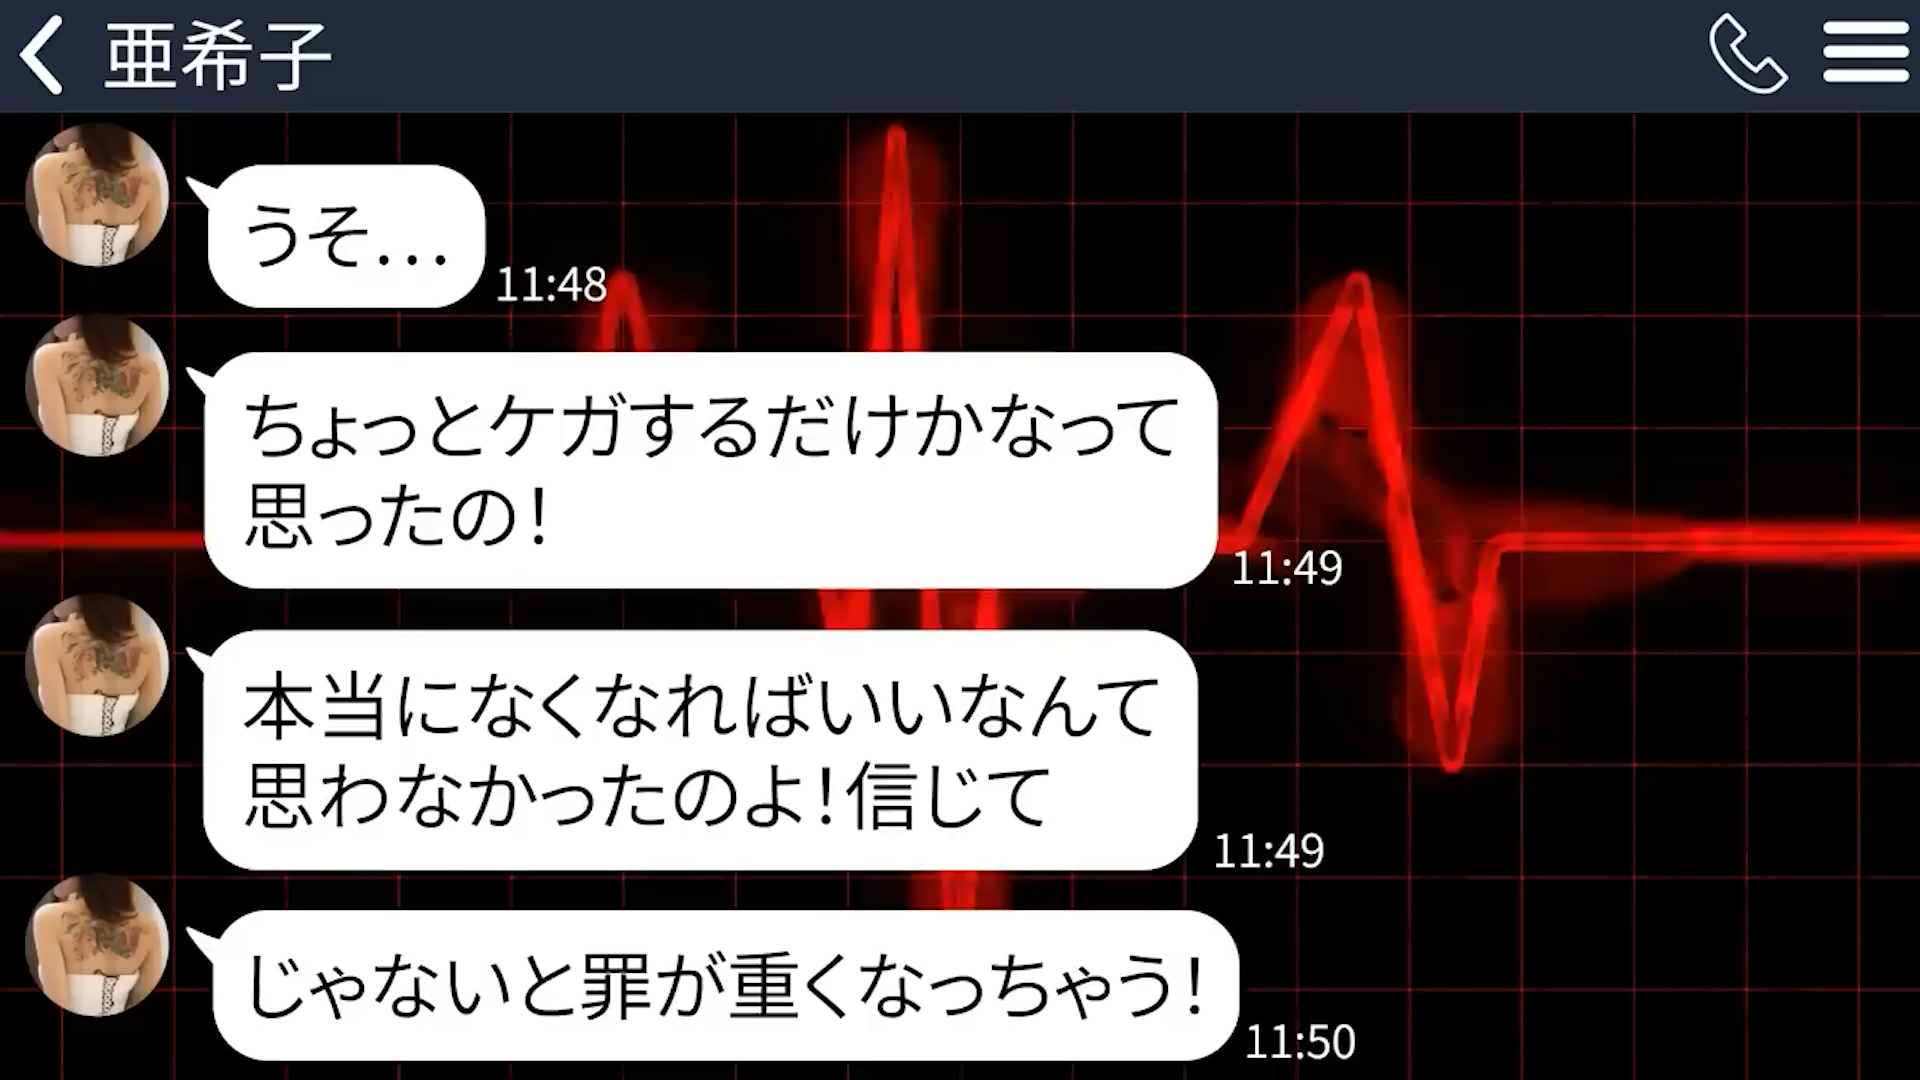 亜希子
うそ…
11:48
ちょっとケガするだけかなって
思ったの！
11:49
本当になくなればいいなんて
思わなかったのよ！信じて
11:49
じゃないと罪が重くなっちゃう！
11:50